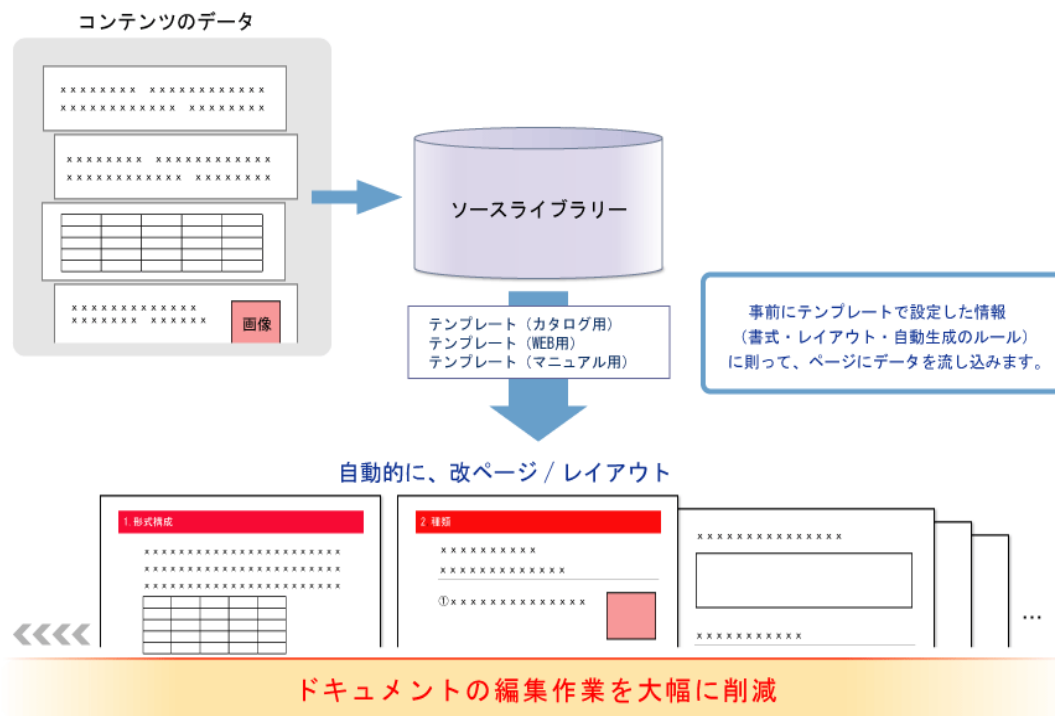 コンテンツのデータ
x x x x x x x x　x x x x x x x x x x x x
x x x x x x x x x x x x　x x x x x x x x
x x x x x x x x　x x x x x x x x x x x x
x x x x x x x x x x x x　x x x x x x x x
x x x x x x x x x x x x x
x x x x x x x　x x x x x x
画像
ソースライブラリー
テンプレート（カタログ用）
テンプレート（WEB用）
テンプレート（マニュアル用）
事前にテンプレートで設定した情報
（書式・レイアウト・自動生成のルール）
に則って、ページにデータを流し込みます。
自動的に、改ページ / レイアウト
1.形式構成
x x x x x x x x x x x x x x x x x x x x x x x
x x x x x x x x x x x x x x x x x x x x x x x
x x x x x x x x x x x x x x x x x x x x x x x
2 種類
x x x x x x x x x x
x x x x x x x x x x x x x
①x x x x x x x x x x x x x x
x x x x x x x x x x x x x x x
x x x x x x x x x x x
...
ドキュメントの編集作業を大幅に削減